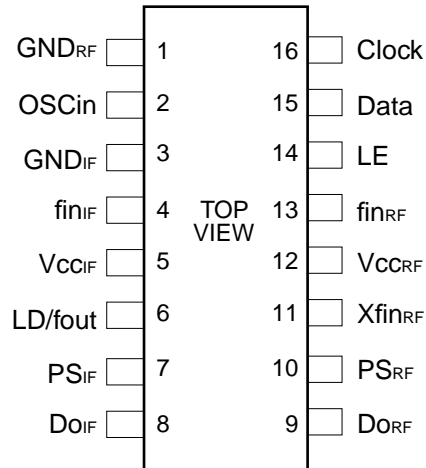 GNDRF 1 16 Clock
OSCin 2 15 Data
GNDIF 3 14 LE
finIF 4 TOP 13 finRF
VIEW
VccIF 5 12 VccRF
LD/fout 6 11 XfinRF
PSIF 7 10 PSRF
DoIF 8 9 DoRF